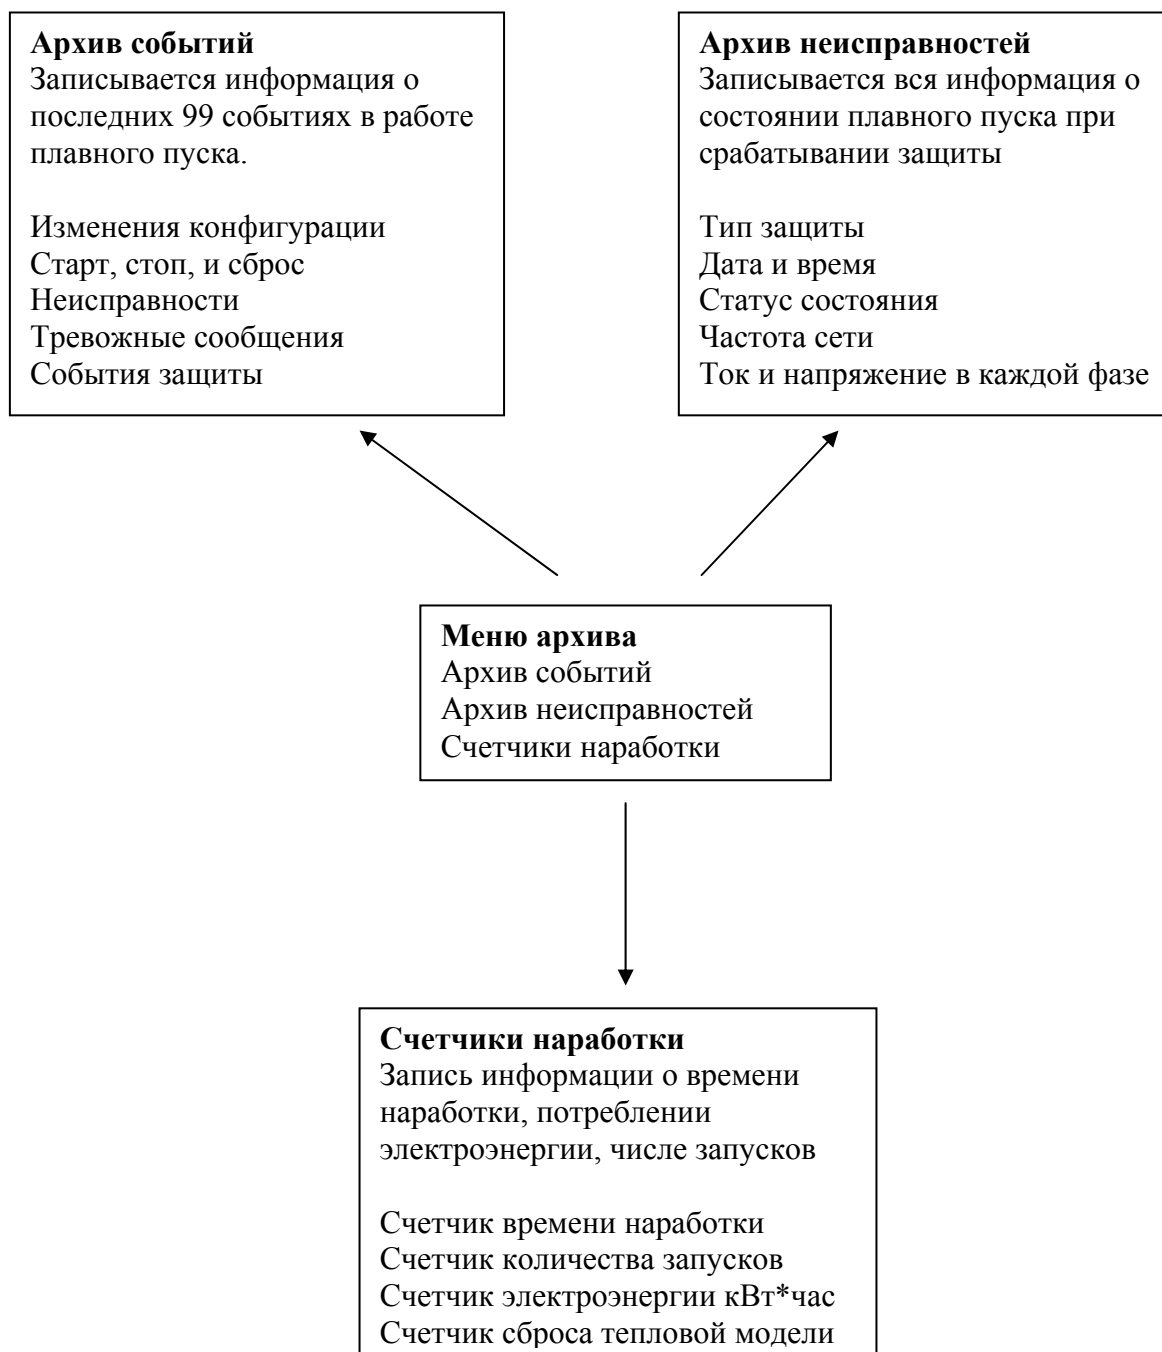 Архив событий
Записывается информация о
последних 99 событиях в работе
плавного пуска.
Изменения конфигурации
Старт, стоп, и сброс
Неисправности
Тревожные сообщения
События защиты
Архив неисправностей
Записывается вся информация о
состоянии плавного пуска при
срабатывании защиты
Тип защиты
Дата и время
Статус состояния
Частота сети
Ток и напряжение в каждой фазе
Меню архива
Архив событий
Архив неисправностей
Счетчики наработки
Счетчики наработки
Запись информации о времени
наработки, потреблении
электроэнергии, числе запусков
Счетчик времени наработки
Счетчик количества запусков
Счетчик электроэнергии кВт*час
Счетчик сброса тепловой модели